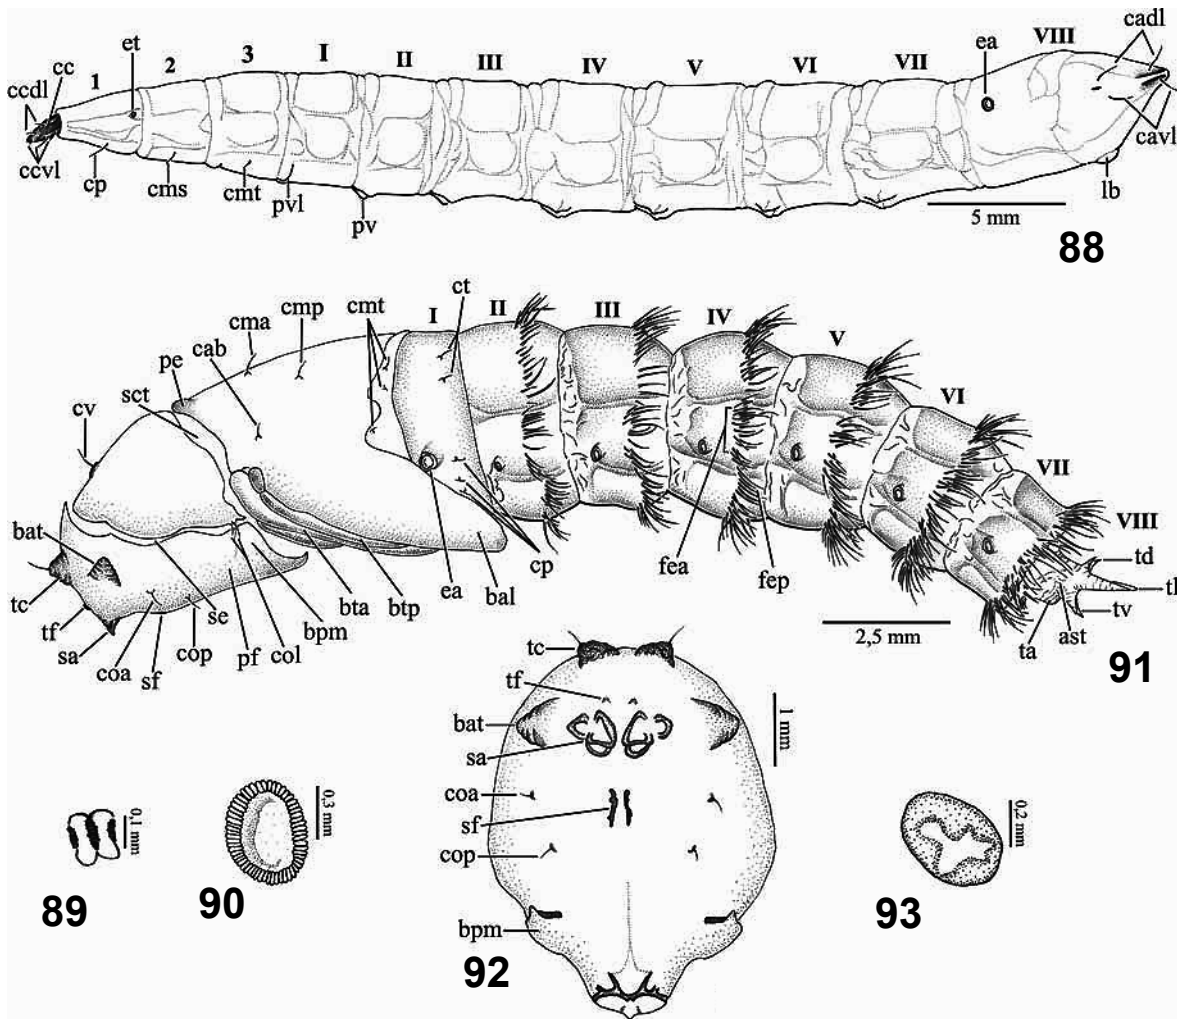 cadl
VIII
ea
VII
VI
V
IV
III
II
I
3
2
et
1
cc
ccdl
ccvl
cp
cms
cmt
pvl
pv
cavl
lb
5 mm
88
ct
I
II
III
IV
V
VI
VII
VIII
cmt
cmp
cma
cab
pe
sct
cv
bat
tc
tf
sa
coa
sf
cop
se
pf
col
bpm
bta
btp
ea
bal
cp
fea
fep
td
tl
tv
ast
ta
2,5 mm
91
tc
tf
bat
sa
coa
sf
cop
bpm
1 mm
92
0,1 mm
89
0,3 mm
90
0,2 mm
93